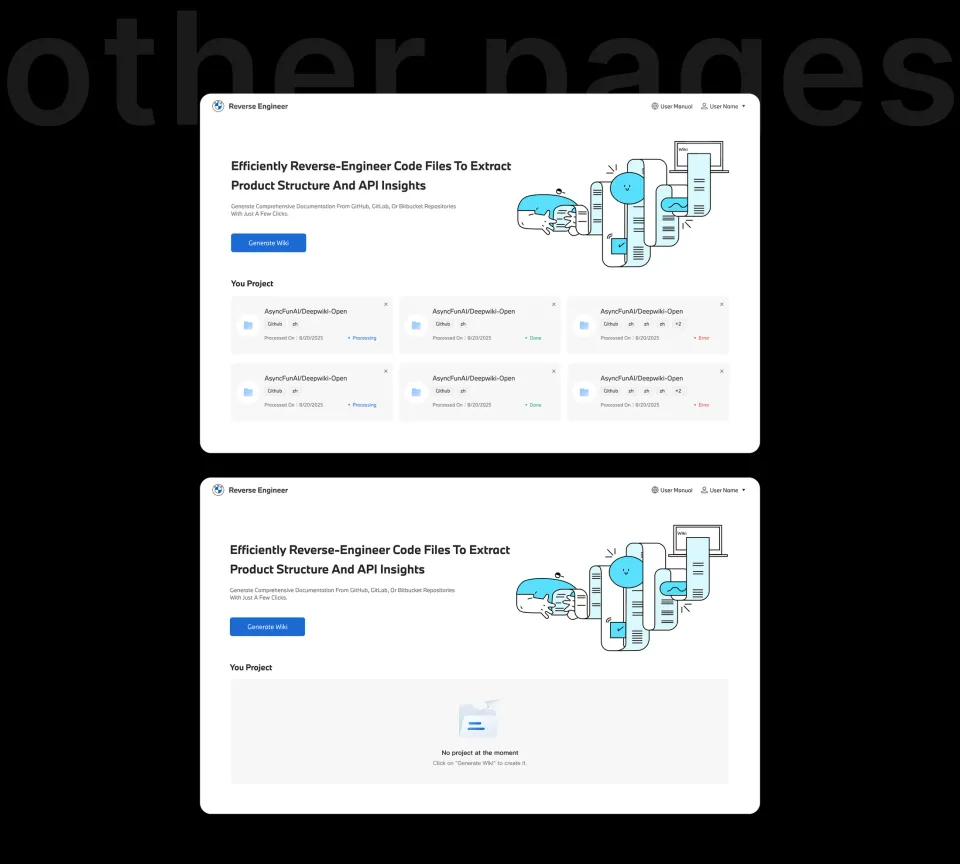 other pages
Reverse Engineer
User Manual
User Name
Efficiently Reverse-Engineer Code Files To Extract
Product Structure And API Insights
Generate Comprehensive Documentation From GitHub, GitLab, Or Bitbucket Repositories
With Just A Few Clicks.
Generate Wiki
Wiki
You Project
AsyncFunAI/Deepwiki-Open
Github zh
Processed On : 8/20/2025
Processing
AsyncFunAI/Deepwiki-Open
Github zh
Processed On : 8/20/2025
Done
AsyncFunAI/Deepwiki-Open
Github zh zh zh +2
Processed On : 8/20/2025
Error
AsyncFunAI/Deepwiki-Open
Github zh
Processed On : 8/20/2025
Processing
AsyncFunAI/Deepwiki-Open
Github zh
Processed On : 8/20/2025
Done
AsyncFunAI/Deepwiki-Open
Github zh zh zh +2
Processed On : 8/20/2025
Error
Reverse Engineer
User Manual
User Name
Efficiently Reverse-Engineer Code Files To Extract
Product Structure And API Insights
Generate Comprehensive Documentation From GitHub, GitLab, Or Bitbucket Repositories
With Just A Few Clicks.
Generate Wiki
Wiki
You Project
No project at the moment
Click on "Generate Wiki" to create it.